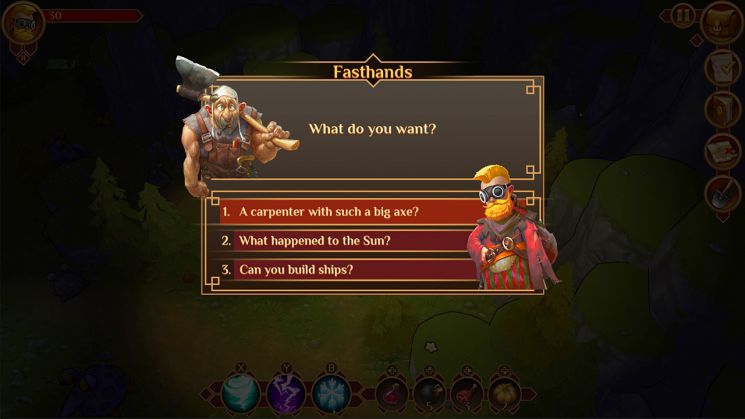 30
Fasthands
What do you want?
1. A carpenter with such a big axe?
2. What happened to the Sun?
3. Can you build ships?
X Y B